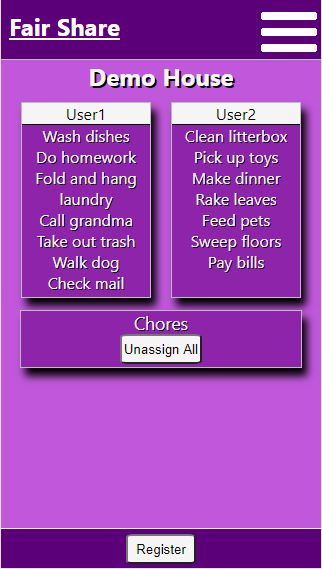 Fair Share
Demo House
User1
Wash dishes
Do homework
Fold and hang
laundry
Call grandma
Take out trash
Walk dog
Check mail
User2
Clean litterbox
Pick up toys
Make dinner
Rake leaves
Feed pets
Sweep floors
Pay bills
Chores
Unassign All
Register